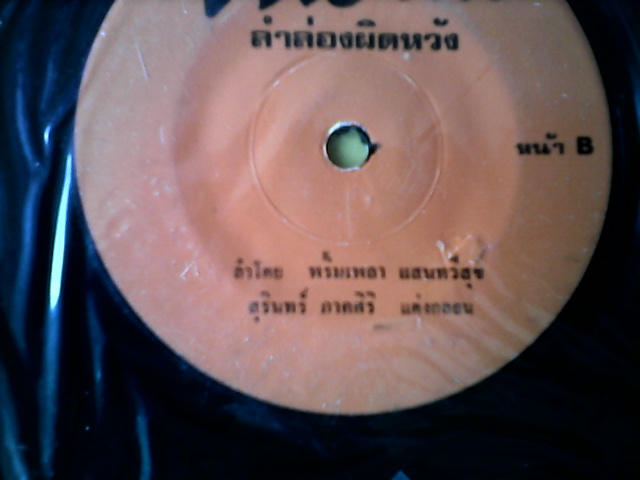 ลำล่องผิดหวัง
หน้า B
ลำโดย พรัมเพลา แสนทวีสุข
สุรินทร์ ภาคศิริ แต่งกลอน